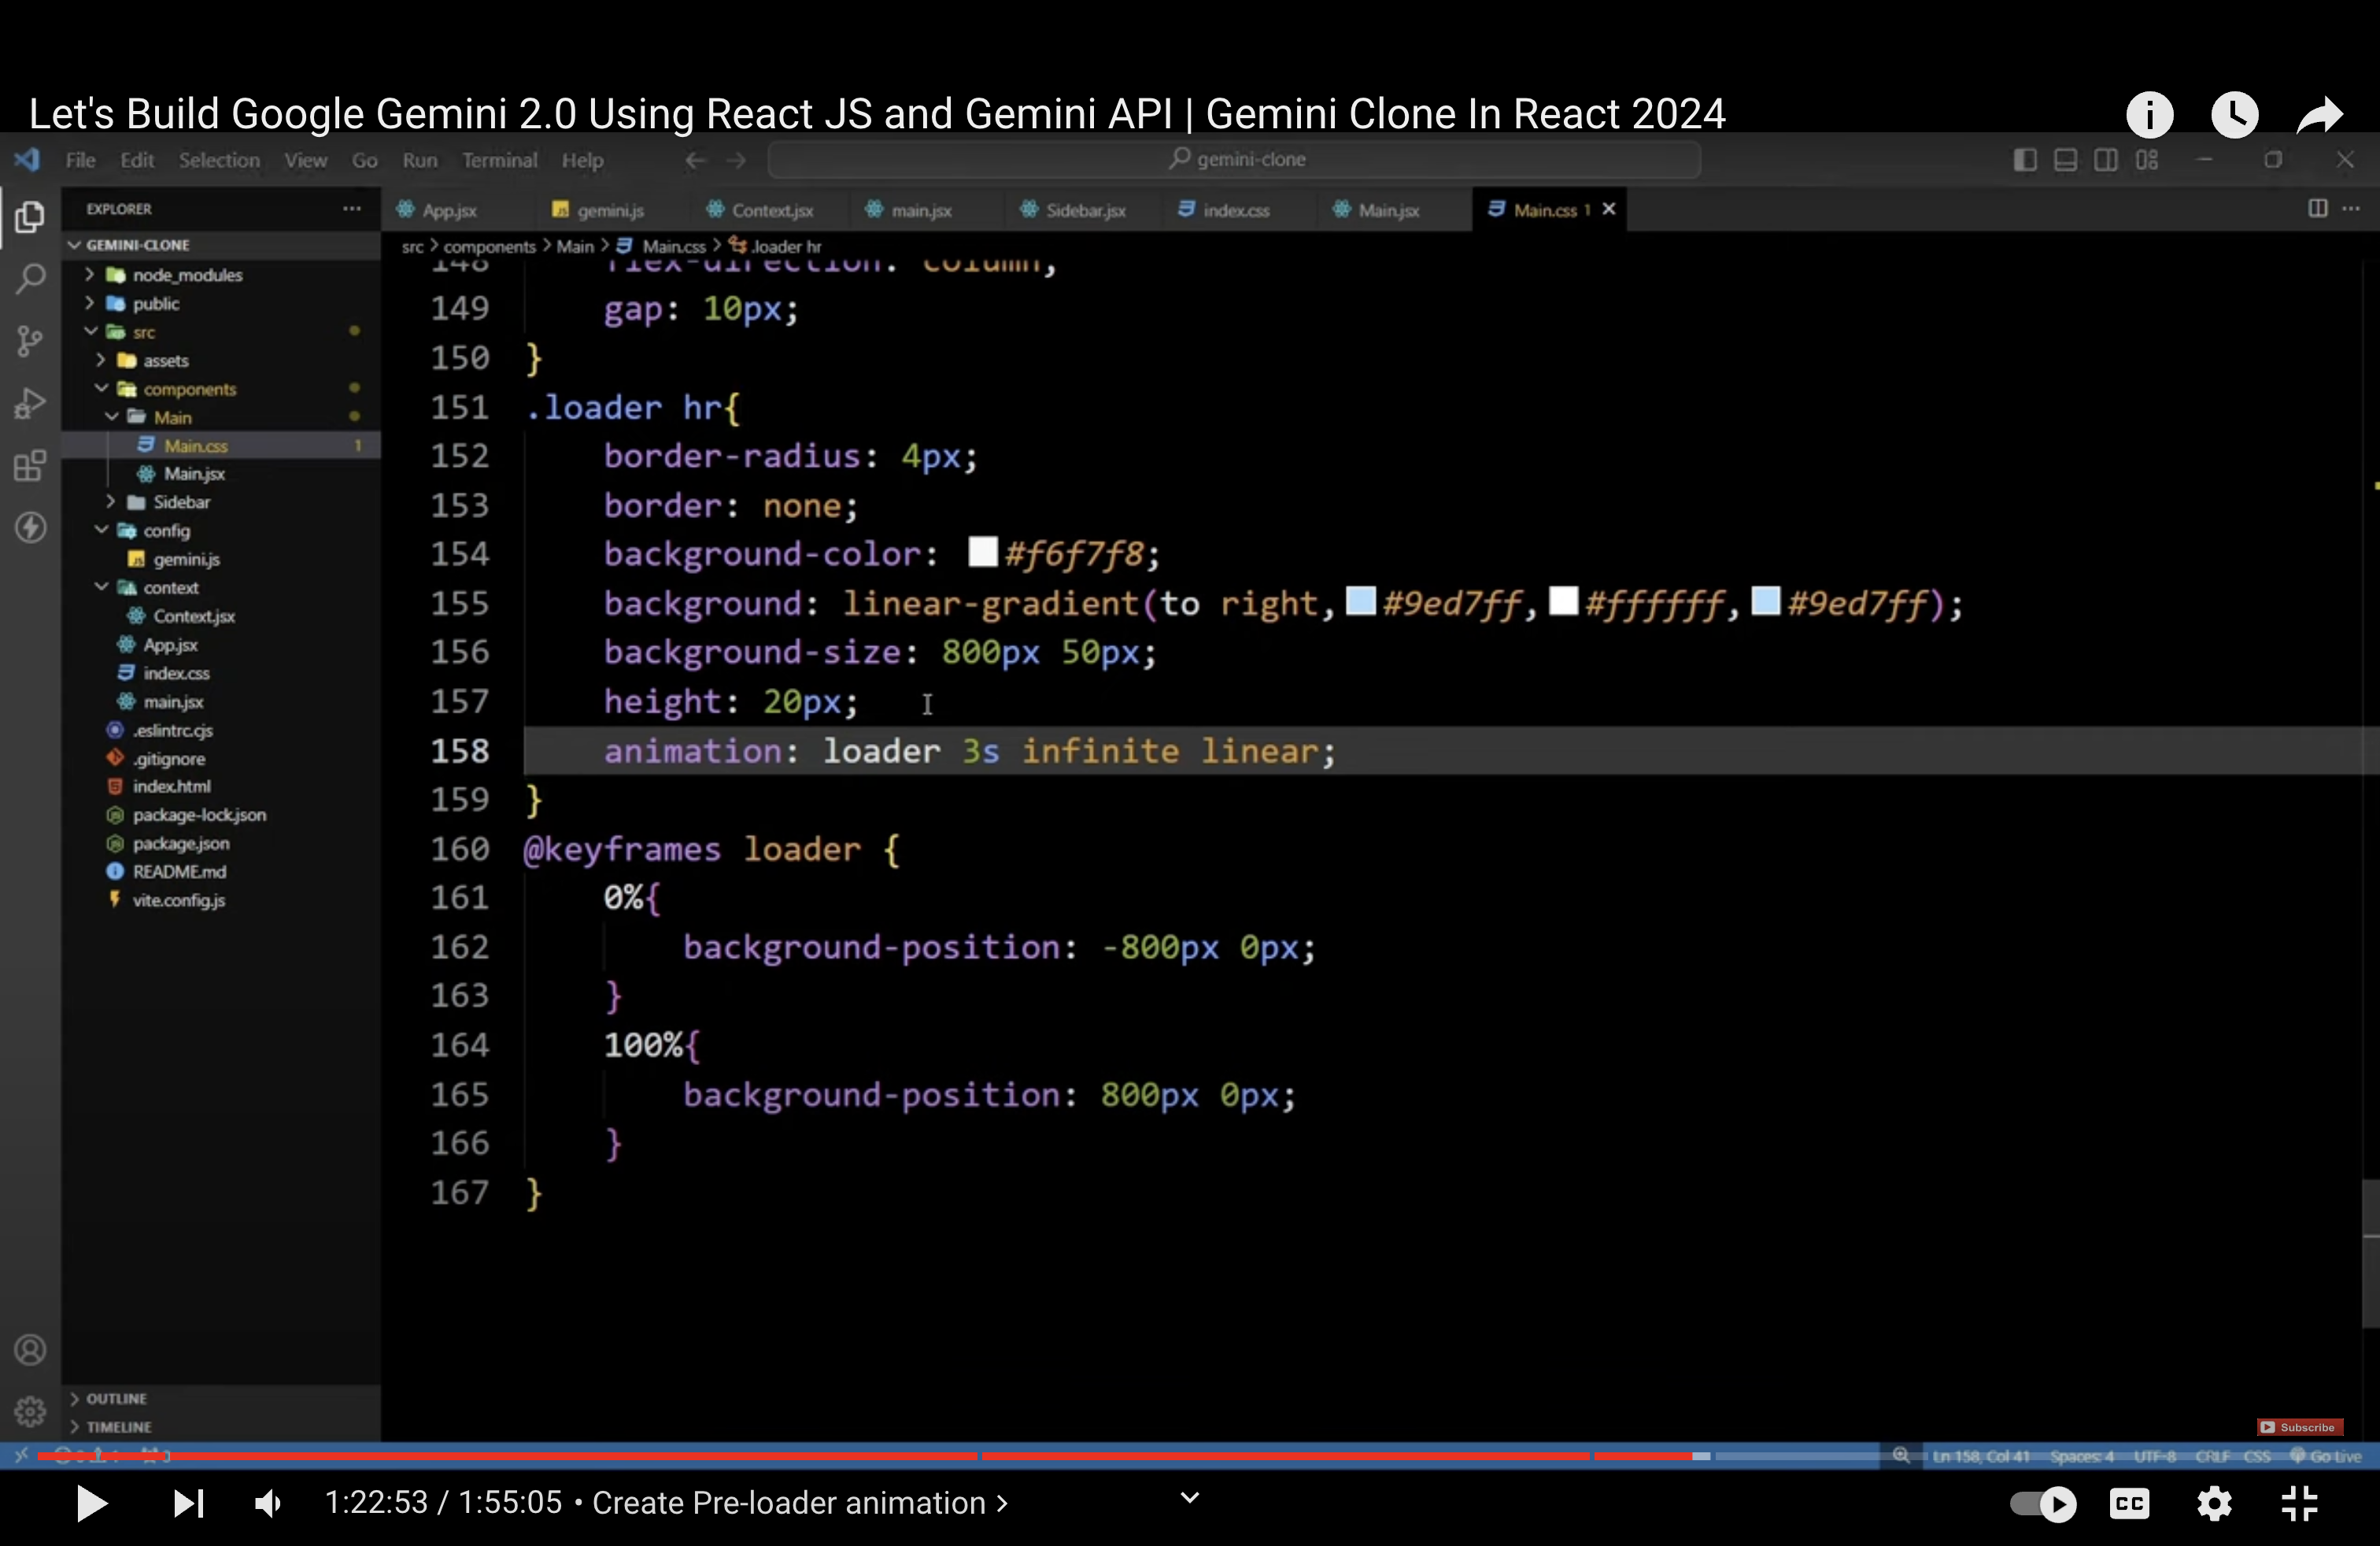 Let's Build Google Gemini 2.0 Using React JS and Gemini API | Gemini Clone In React 2024
File Edit Selection View Go Run Terminal Help
gemini-clone
EXPLORER
App.jsx gemini.js Context.jsx main.jsx Sidebar.jsx index.css Main.jsx Main.css 1
GEMINI-CLONE
src > components > Main > Main.css > .loader hr
node_modules
public
src
assets
components
Main
Main.css 1
Main.jsx
Sidebar
config
gemini.js
context
Context.jsx
App.jsx
index.css
main.jsx
.eslintrc.cjs
.gitignore
index.html
package-lock.json
package.json
README.md
vite.config.js
OUTLINE
TIMELINE
148 flex-direction: column;
149 gap: 10px;
150 }
151 .loader hr{
152 border-radius: 4px;
153 border: none;
154 background-color: #f6f7f8;
155 background: linear-gradient(to right,#9ed7ff,#ffffff,#9ed7ff);
156 background-size: 800px 50px;
157 height: 20px;
158 animation: loader 3s infinite linear;
159 }
160 @keyframes loader {
161 0%{
162 background-position: -800px 0px;
163 }
164 100%{
165 background-position: 800px 0px;
166 }
167 }
Subscribe
Ln 158, Col 41 Spaces: 4 UTF-8 CRLF CSS Go Live
1:22:53 / 1:55:05 • Create Pre-loader animation >
CC